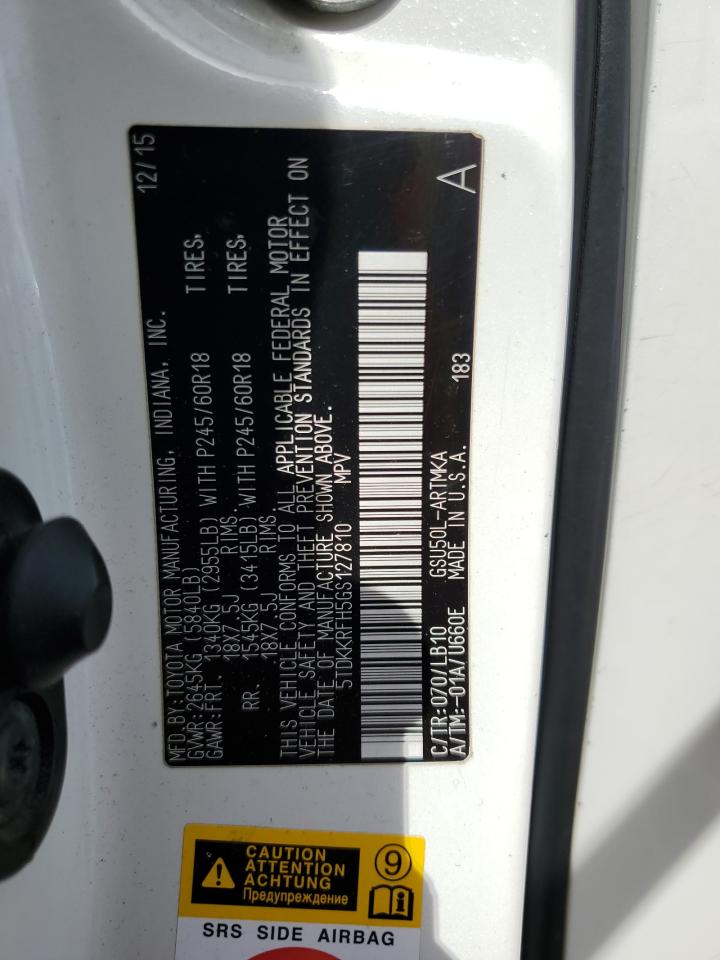 MFD. BY: TOYOTA MOTOR MANUFACTURING, INDIANA, INC. 12/15
GVWR: 2645KG (5840LB)
GAWR: FRT. 1340KG (2955LB) WITH P245/60R18 TIRES,
18X7.5J RIMS.
RR. 1545KG (3415LB) WITH P245/60R18 TIRES,
18X7.5J RIMS.
THIS VEHICLE CONFORMS TO ALL APPLICABLE FEDERAL MOTOR
VEHICLE SAFETY AND THEFT PREVENTION STANDARDS IN EFFECT ON
THE DATE OF MANUFACTURE SHOWN ABOVE.
5TDKKRFH5GS127810 MPV
C/TR: 070/LB10 GSU50L-ARTMKA
A/TM: -01A/U660E MADE IN U.S.A. 183 A
CAUTION
ATTENTION
ACHTUNG
Предупреждение
9
SRS SIDE AIRBAG